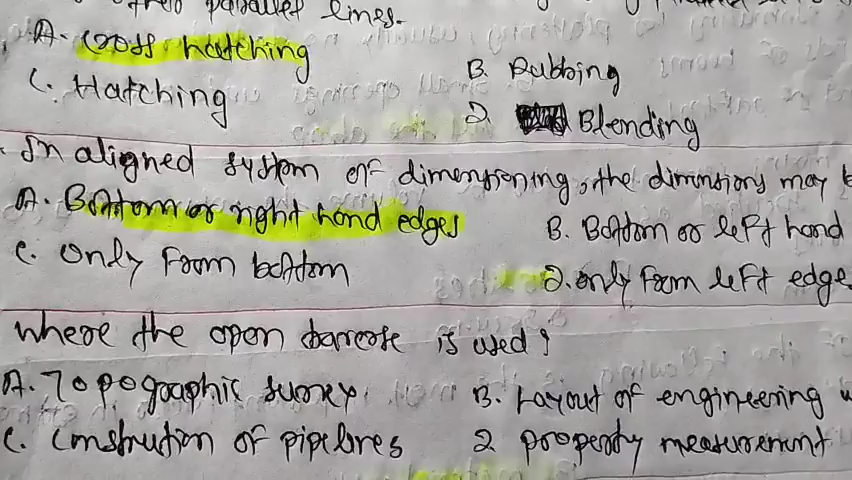 parallel lines.
A. Cross hatching
B. Rubbing
C. Hatching
D. Blending
In aligned system of dimensioning, the dimensions may
A. Bottom or right hand edges
B. Bottom or left hand
C. Only from bottom
D. only from left edge
where the open traverse is used?
A. Topographic survey
B. Layout of engineering
C. Construction of pipelines
D property measurement